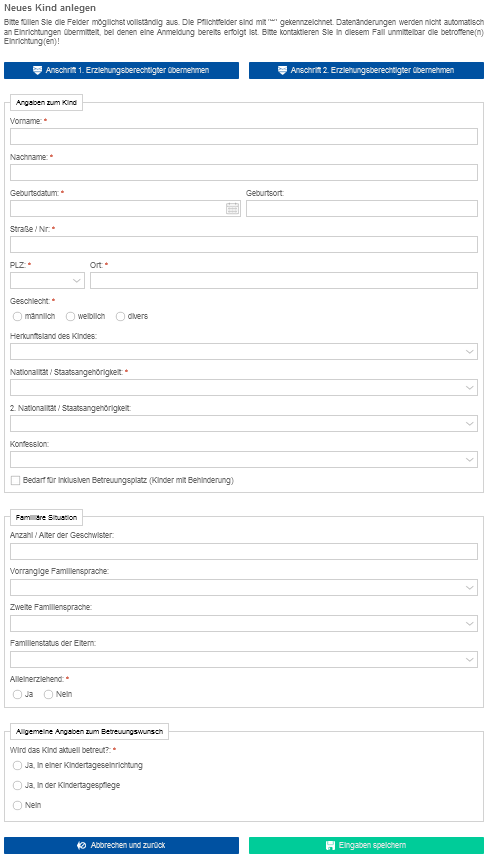 Neues Kind anlegen
Bitte füllen Sie die Felder möglichst vollständig aus. Die Pflichtfelder sind mit "*" gekennzeichnet. Datenänderungen werden nicht automatisch
an Einrichtungen übermittelt, bei denen eine Anmeldung bereits erfolgt ist. Bitte kontaktieren Sie in diesem Fall unmittelbar die betroffene(n)
Einrichtung(en)!
Anschrift 1. Erziehungsberechtigter übernehmen
Anschrift 2. Erziehungsberechtigter übernehmen
Angaben zum Kind
Vorname: *
Nachname: *
Geburtsdatum: *
Geburtsort:
Straße / Nr: *
PLZ: *
Ort: *
Geschlecht: *
männlich weiblich divers
Herkunftsland des Kindes:
Nationalität / Staatsangehörigkeit: *
2. Nationalität / Staatsangehörigkeit:
Konfession:
Bedarf für inklusiven Betreuungsplatz (Kinder mit Behinderung)
Familiäre Situation
Anzahl / Alter der Geschwister:
Vorrangige Familiensprache:
Zweite Familiensprache:
Familienstatus der Eltern:
Alleinerziehend: *
Ja Nein
Allgemeine Angaben zum Betreuungswunsch
Wird das Kind aktuell betreut?: *
Ja, in einer Kindertageseinrichtung
Ja, in der Kindertagespflege
Nein
Abbrechen und zurück
Eingaben speichern